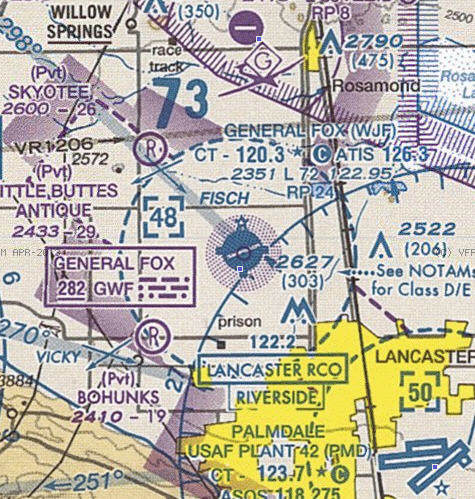 WILLOW
SPRINGS
(350)
RP 8
2790
(475)
race
track
G
298°
(Pvt)
SKYOTEE
2600 - 26
73
Rosamond
GENERAL FOX (WJF)
CT - 120.3 ★ C ATIS 126.3
2351 L 72 122.95
RP 24
VR1206
2572
R
(Pvt)
ITTLE BUTTES
ANTIQUE
2433 - 29
FISCH
48
2522
(206)
GENERAL FOX
282 GWF
2627
(303)
See NOTAM
for Class D/E
prison
122.2
R
270°
VICKY
LANCASTER RCO
RIVERSIDE
LANCASTER
50
(Pvt)
BOHUNKS
2410 - 19
3884
PALMDALE
USAF PLANT 42 (PMD)
CT - 123.7 ★ C
ASOS 118.275
251°